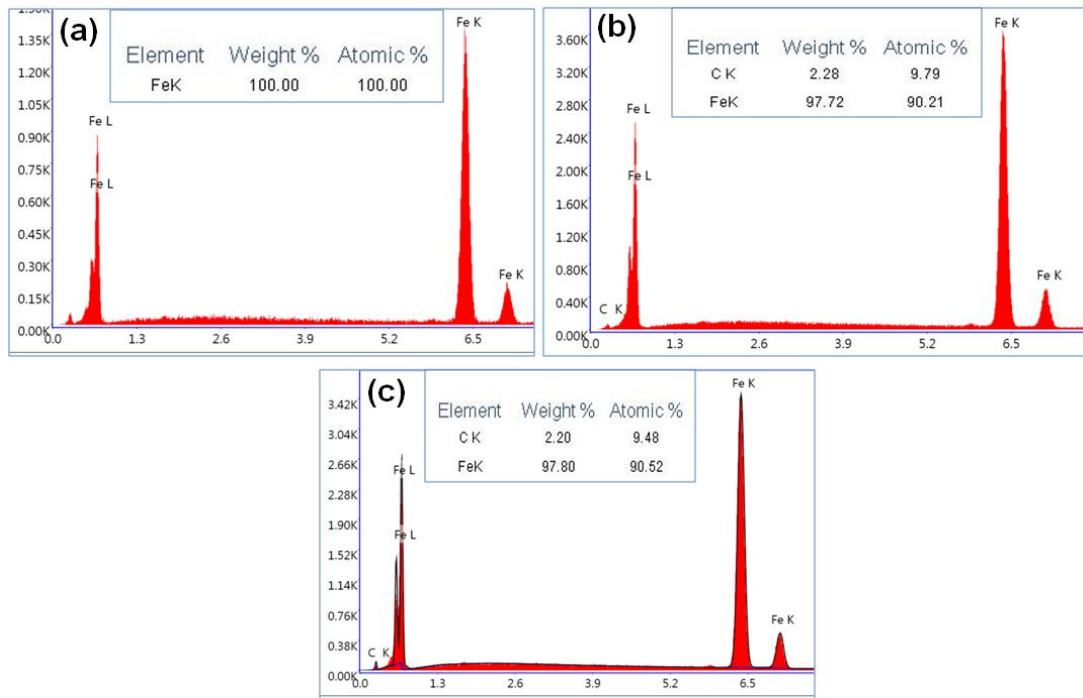 (a)
1.50K
1.35K
1.20K
1.05K
0.90K
0.75K
0.60K
0.45K
0.30K
0.15K
0.00K
Element Weight % Atomic %
FeK 100.00 100.00
Fe L
Fe L
Fe K
Fe K
0.0 1.3 2.6 3.9 5.2 6.5
(b)
3.60K
3.20K
2.80K
2.40K
2.00K
1.60K
1.20K
0.80K
0.40K
0.00K
Element Weight % Atomic %
C K 2.28 9.79
FeK 97.72 90.21
Fe L
Fe L
C K
Fe K
Fe K
0.0 1.3 2.6 3.9 5.2 6.5
(c)
3.42K
3.04K
2.66K
2.28K
1.90K
1.52K
1.14K
0.76K
0.38K
0.00K
Element Weight % Atomic %
C K 2.20 9.48
FeK 97.80 90.52
Fe L
Fe L
C K
Fe K
Fe K
0.0 1.3 2.6 3.9 5.2 6.5